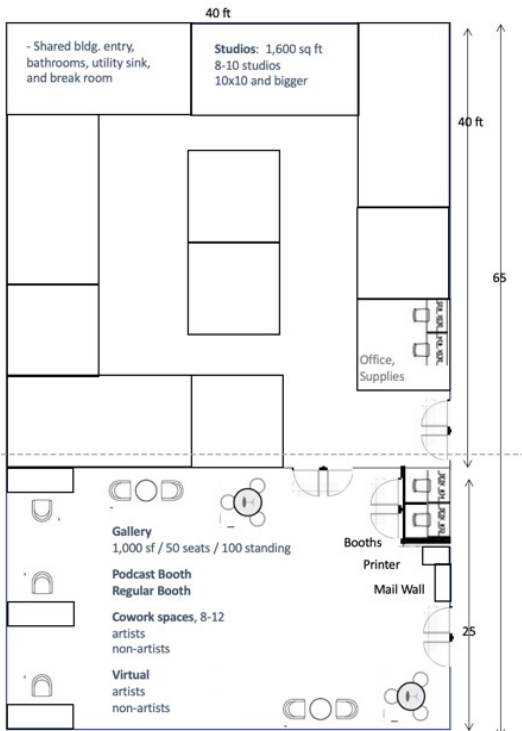 40 ft
- Shared bldg. entry,
bathrooms, utility sink,
and break room
Studios: 1,600 sq ft
8-10 studios
10x10 and bigger
40 ft
65
Office,
Supplies
Gallery
1,000 sf / 50 seats / 100 standing
Podcast Booth
Regular Booth
Cowork spaces, 8-12
artists
non-artists
Virtual
artists
non-artists
Booths
Printer
Mail Wall
25